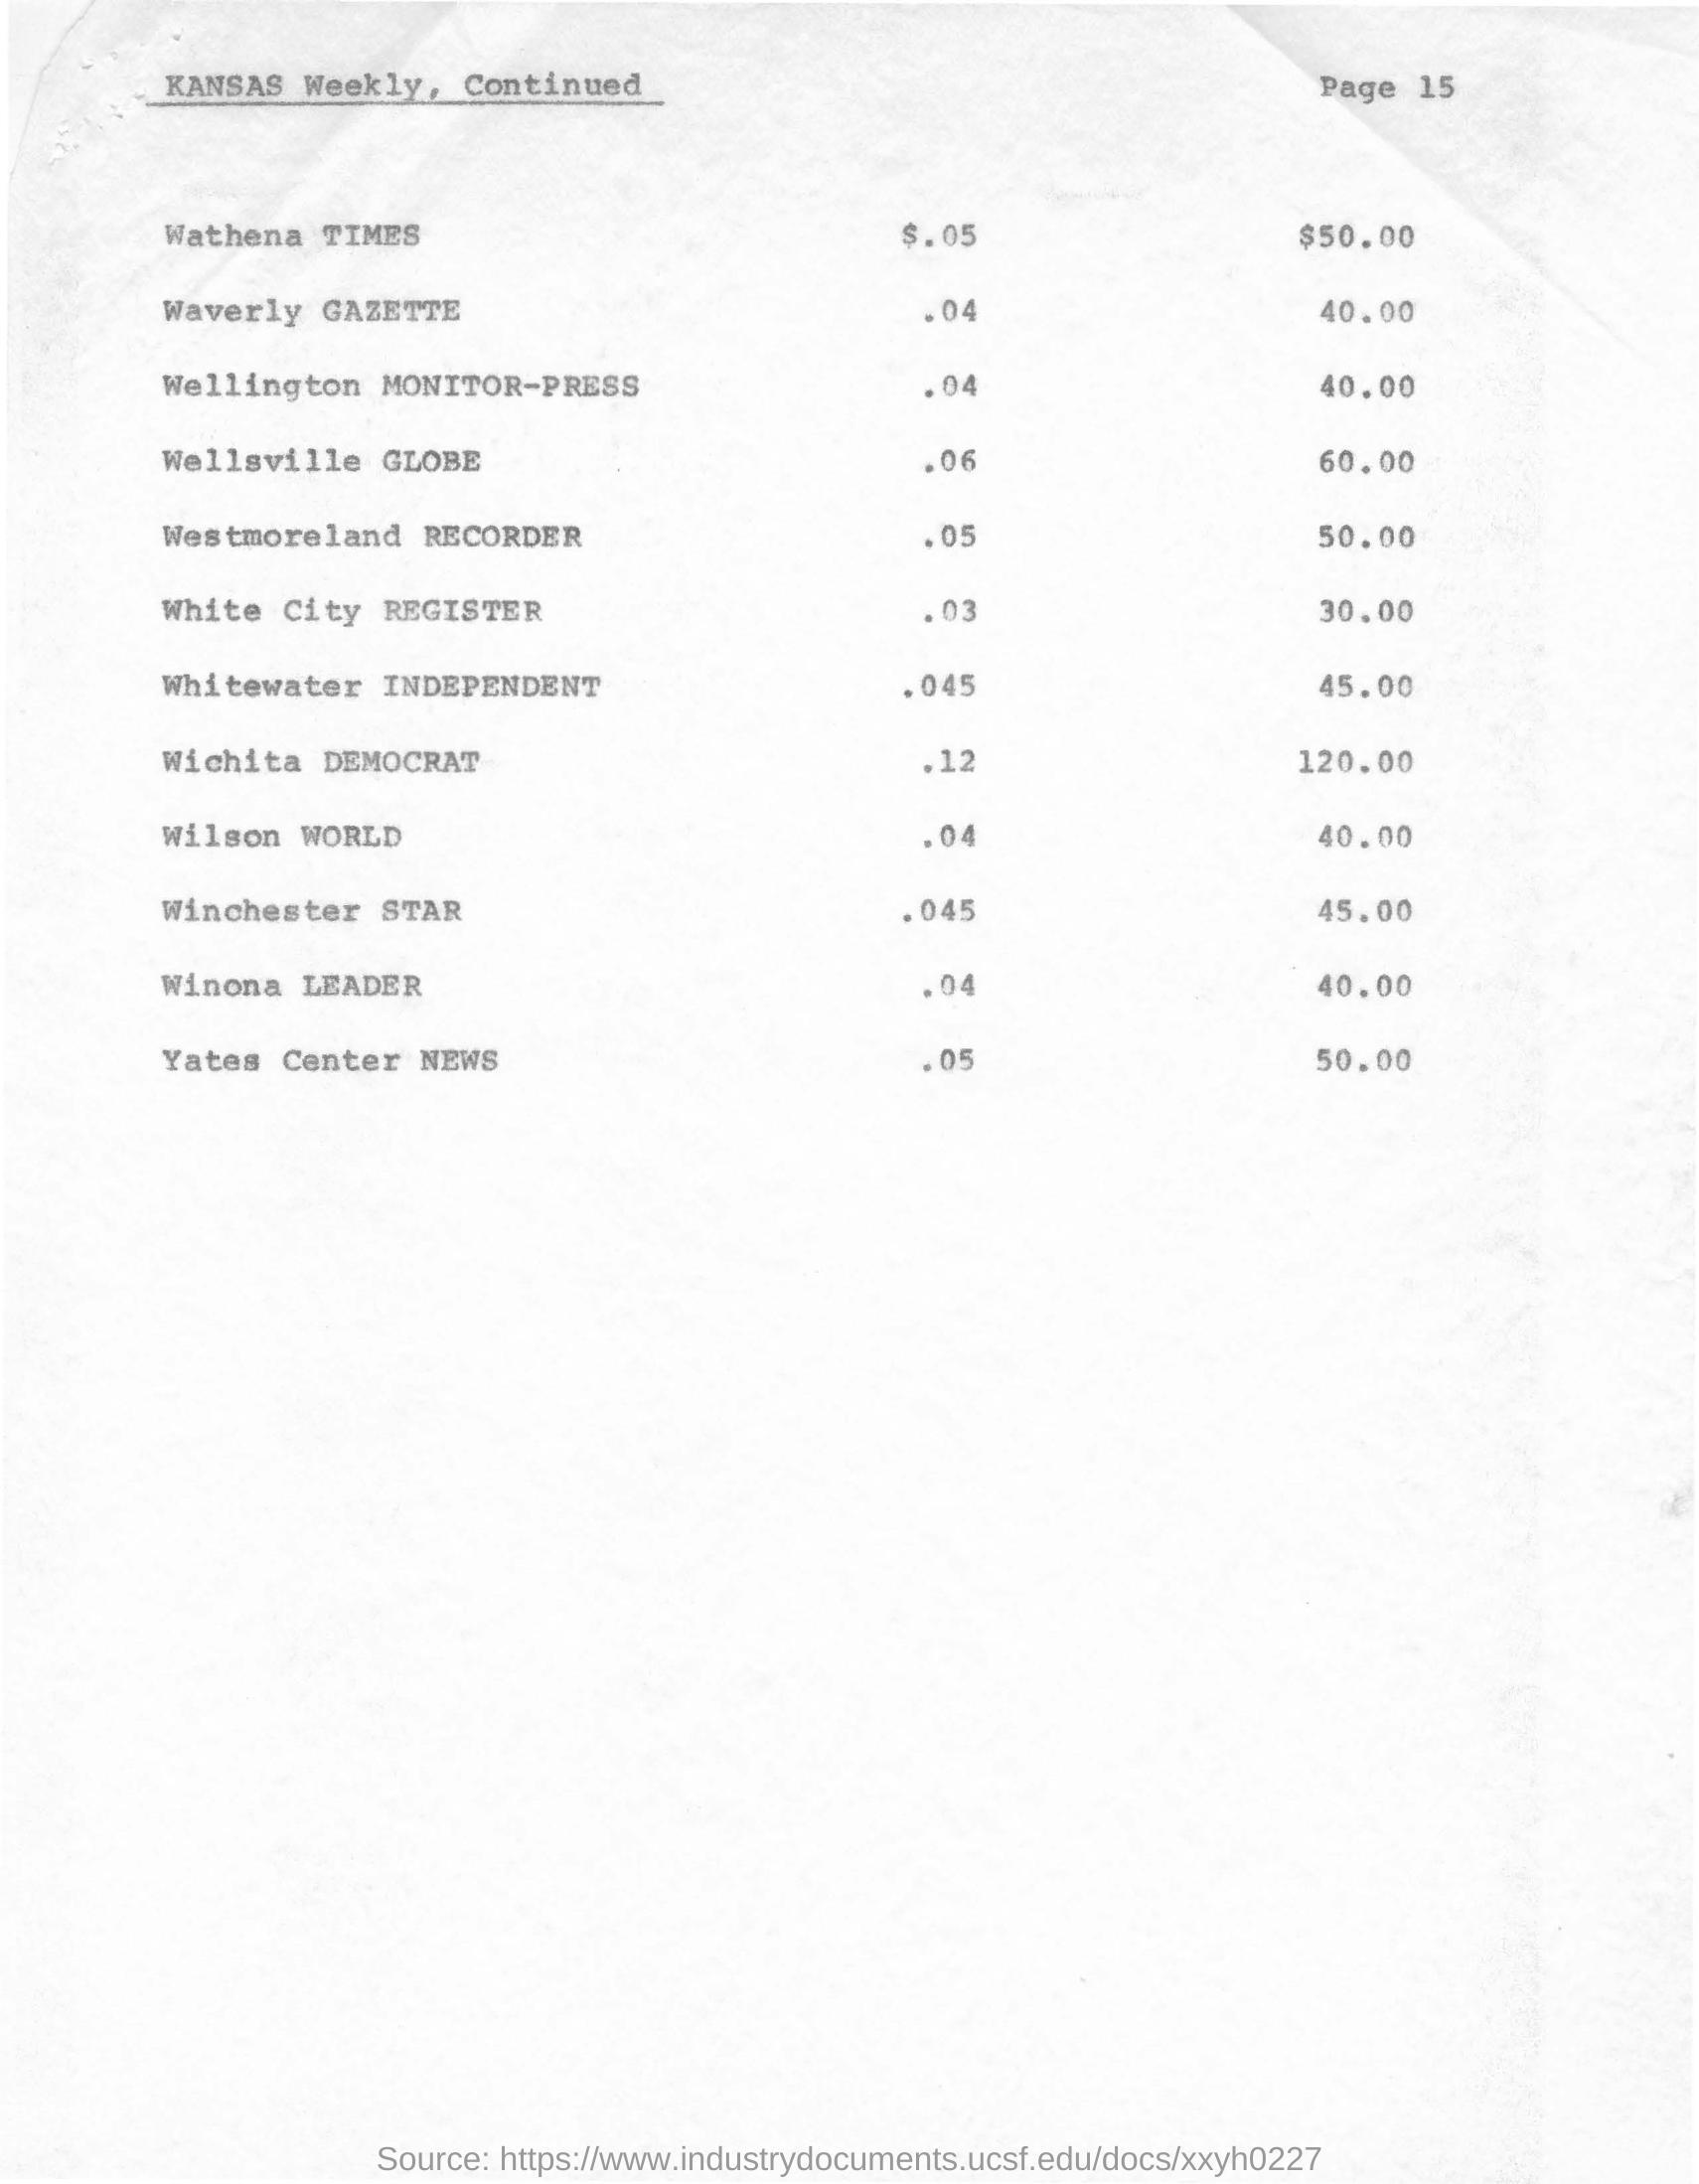 KANSAS Weekly, Continued Page 15
Wathena TIMES $.05 $50.00
Waverly GAZETTE .04 40.00
Wellington MONITOR-PRESS .04 40.00
Wellsville GLOBE .06 60.00
Westmoreland RECORDER .05 50.00
White City REGISTER .03 30.00
Whitewater INDEPENDENT .045 45.00
Wichita DEMOCRAT .12 120.00
Wilson WORLD .04 40.00
Winchester STAR .045 45.00
Winona LEADER .04 40.00
Yates Center NEWS .05 50.00
Source: https://www.industrydocuments.ucsf.edu/docs/xxyh0227